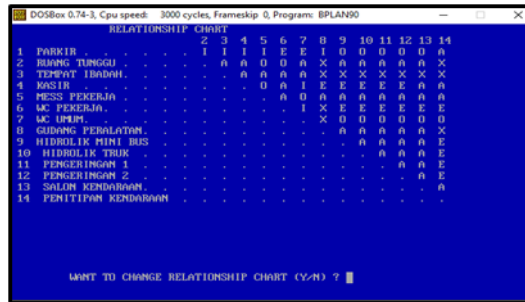 DOSBox 0.74-3, Cpu speed: 3000 cycles, Frameskip 0, Program: BPLAN90
RELATIONSHIP CHART
2 3 4 5 6 7 8 9 10 11 12 13 14
1 PARKIR . . . . . . I I I I E E I O O O O O A
2 RUANG TUNGGU . . . . . A A O O A X A A A A A X
3 TEMPAT IBADAH. . . . . . A A A A X X X X X X X
4 KASIR . . . . . . . . . O A I E E E E E A A
5 MESS PEKERJA . . . . . . . . A O A A A A A A A
6 WC PEKERJA. . . . . . . . . . I X E E E E E E
7 WC UMUM. . . . . . . . . . . . X O O O O O E
8 GUDANG PERALATAN. . . . . . . . . A A A A A X
9 HIDROLIK MINI BUS . . . . . . . . . A A A A E
10 HIDROLIK TRUK . . . . . . . . . . . A A A E
11 PENGERINGAN 1 . . . . . . . . . . . . A A E
12 PENGERINGAN 2 . . . . . . . . . . . . . A E
13 SALON KENDARAAN. . . . . . . . . . . . . . A
14 PENITIPAN KENDARAAN . . . . . . . . . . . .
WANT TO CHANGE RELATIONSHIP CHART (Y/N) ?